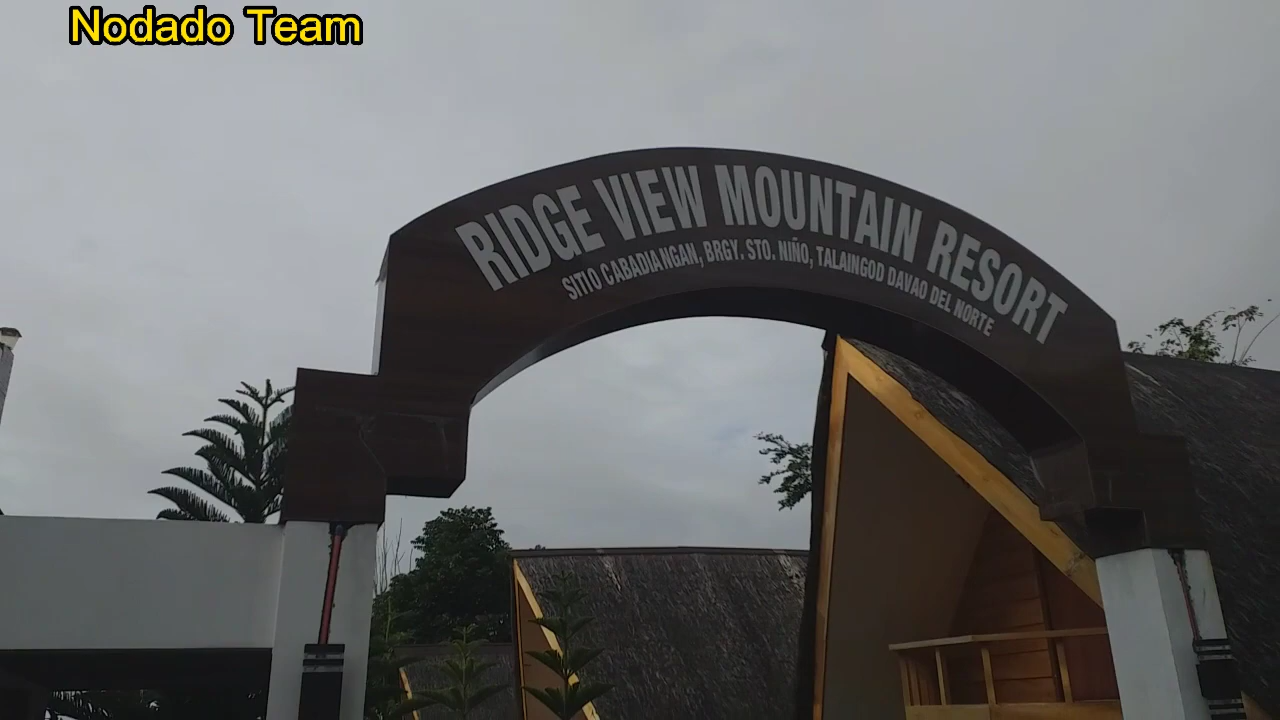 Nodado Team
RIDGE VIEW MOUNTAIN RESORT
SITIO CABADIANGAN, BRGY. STO. NIÑO, TALAINGOD DAVAO DEL NORTE